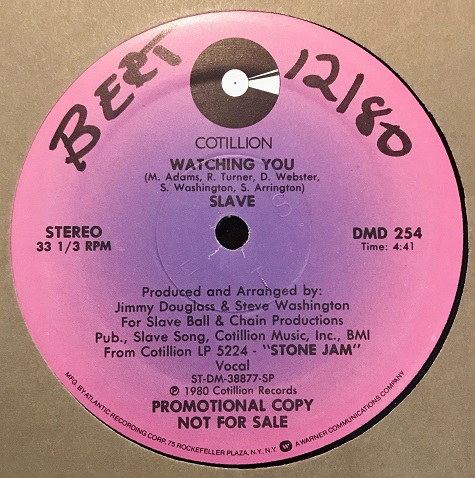 BERT 12/80
COTILLION
WATCHING YOU
(M. Adams, R. Turner, D. Webster,
S. Washington, S. Arrington)
SLAVE
STEREO
33 1/3 RPM
DMD 254
Time: 4:41
Produced and Arranged by:
Jimmy Douglass & Steve Washington
For Slave Ball & Chain Productions
Pub., Slave Song, Cotillion Music, Inc., BMI
From Cotillion LP 5224 - "STONE JAM"
Vocal
ST-DM-38877-SP
℗ 1980 Cotillion Records
PROMOTIONAL COPY
NOT FOR SALE
MFG. BY ATLANTIC RECORDING CORP. 75 ROCKEFELLER PLAZA, N.Y. N.Y. A WARNER COMMUNICATIONS COMPANY